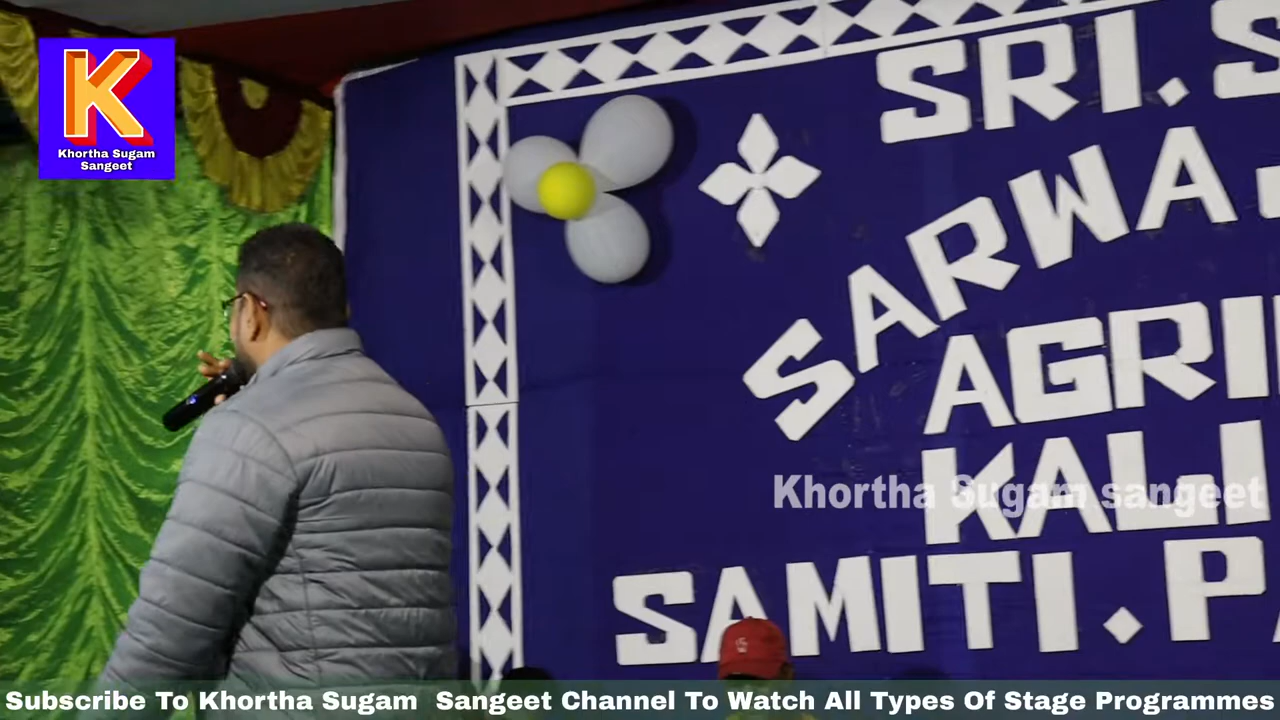 K
Khortha Sugam
Sangeet
SRI. S
SARWA
AGRI
KALI
Khortha Sugam sangeet
SAMITI. P
Subscribe To Khortha Sugam Sangeet Channel To Watch All Types Of Stage Programmes